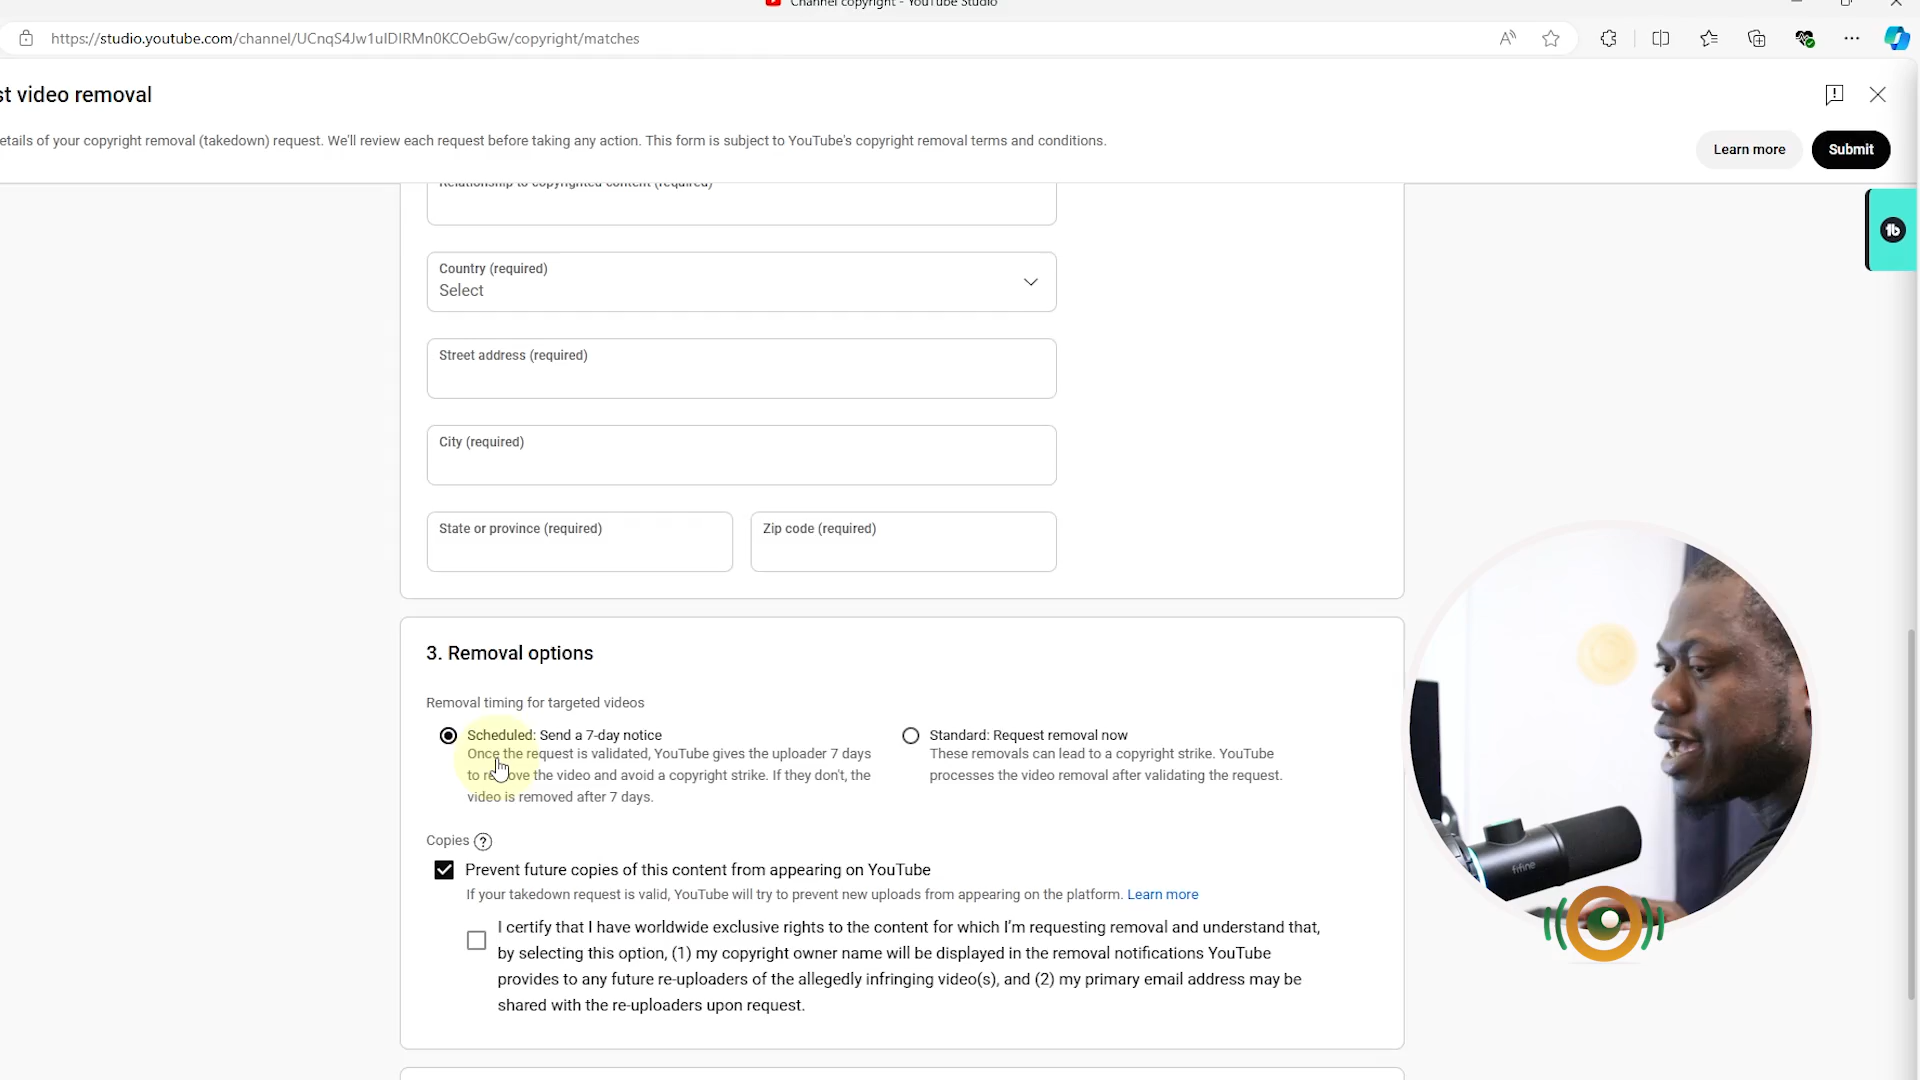 Channel copyright - YouTube Studio
https://studio.youtube.com/channel/UCnqS4Jw1uIDIRMn0KCOebGw/copyright/matches
st video removal
etails of your copyright removal (takedown) request. We'll review each request before taking any action. This form is subject to YouTube's copyright removal terms and conditions.
Learn more
Submit
Relationship to copyrighted content (required)
Country (required)
Select
Street address (required)
City (required)
State or province (required)
Zip code (required)
3. Removal options
Removal timing for targeted videos
Scheduled: Send a 7-day notice
Once the request is validated, YouTube gives the uploader 7 days
to remove the video and avoid a copyright strike. If they don't, the
video is removed after 7 days.
Standard: Request removal now
These removals can lead to a copyright strike. YouTube
processes the video removal after validating the request.
Copies
Prevent future copies of this content from appearing on YouTube
If your takedown request is valid, YouTube will try to prevent new uploads from appearing on the platform. Learn more
I certify that I have worldwide exclusive rights to the content for which I'm requesting removal and understand that,
by selecting this option, (1) my copyright owner name will be displayed in the removal notifications YouTube
provides to any future re-uploaders of the allegedly infringing video(s), and (2) my primary email address may be
shared with the re-uploaders upon request.
fifine
tb